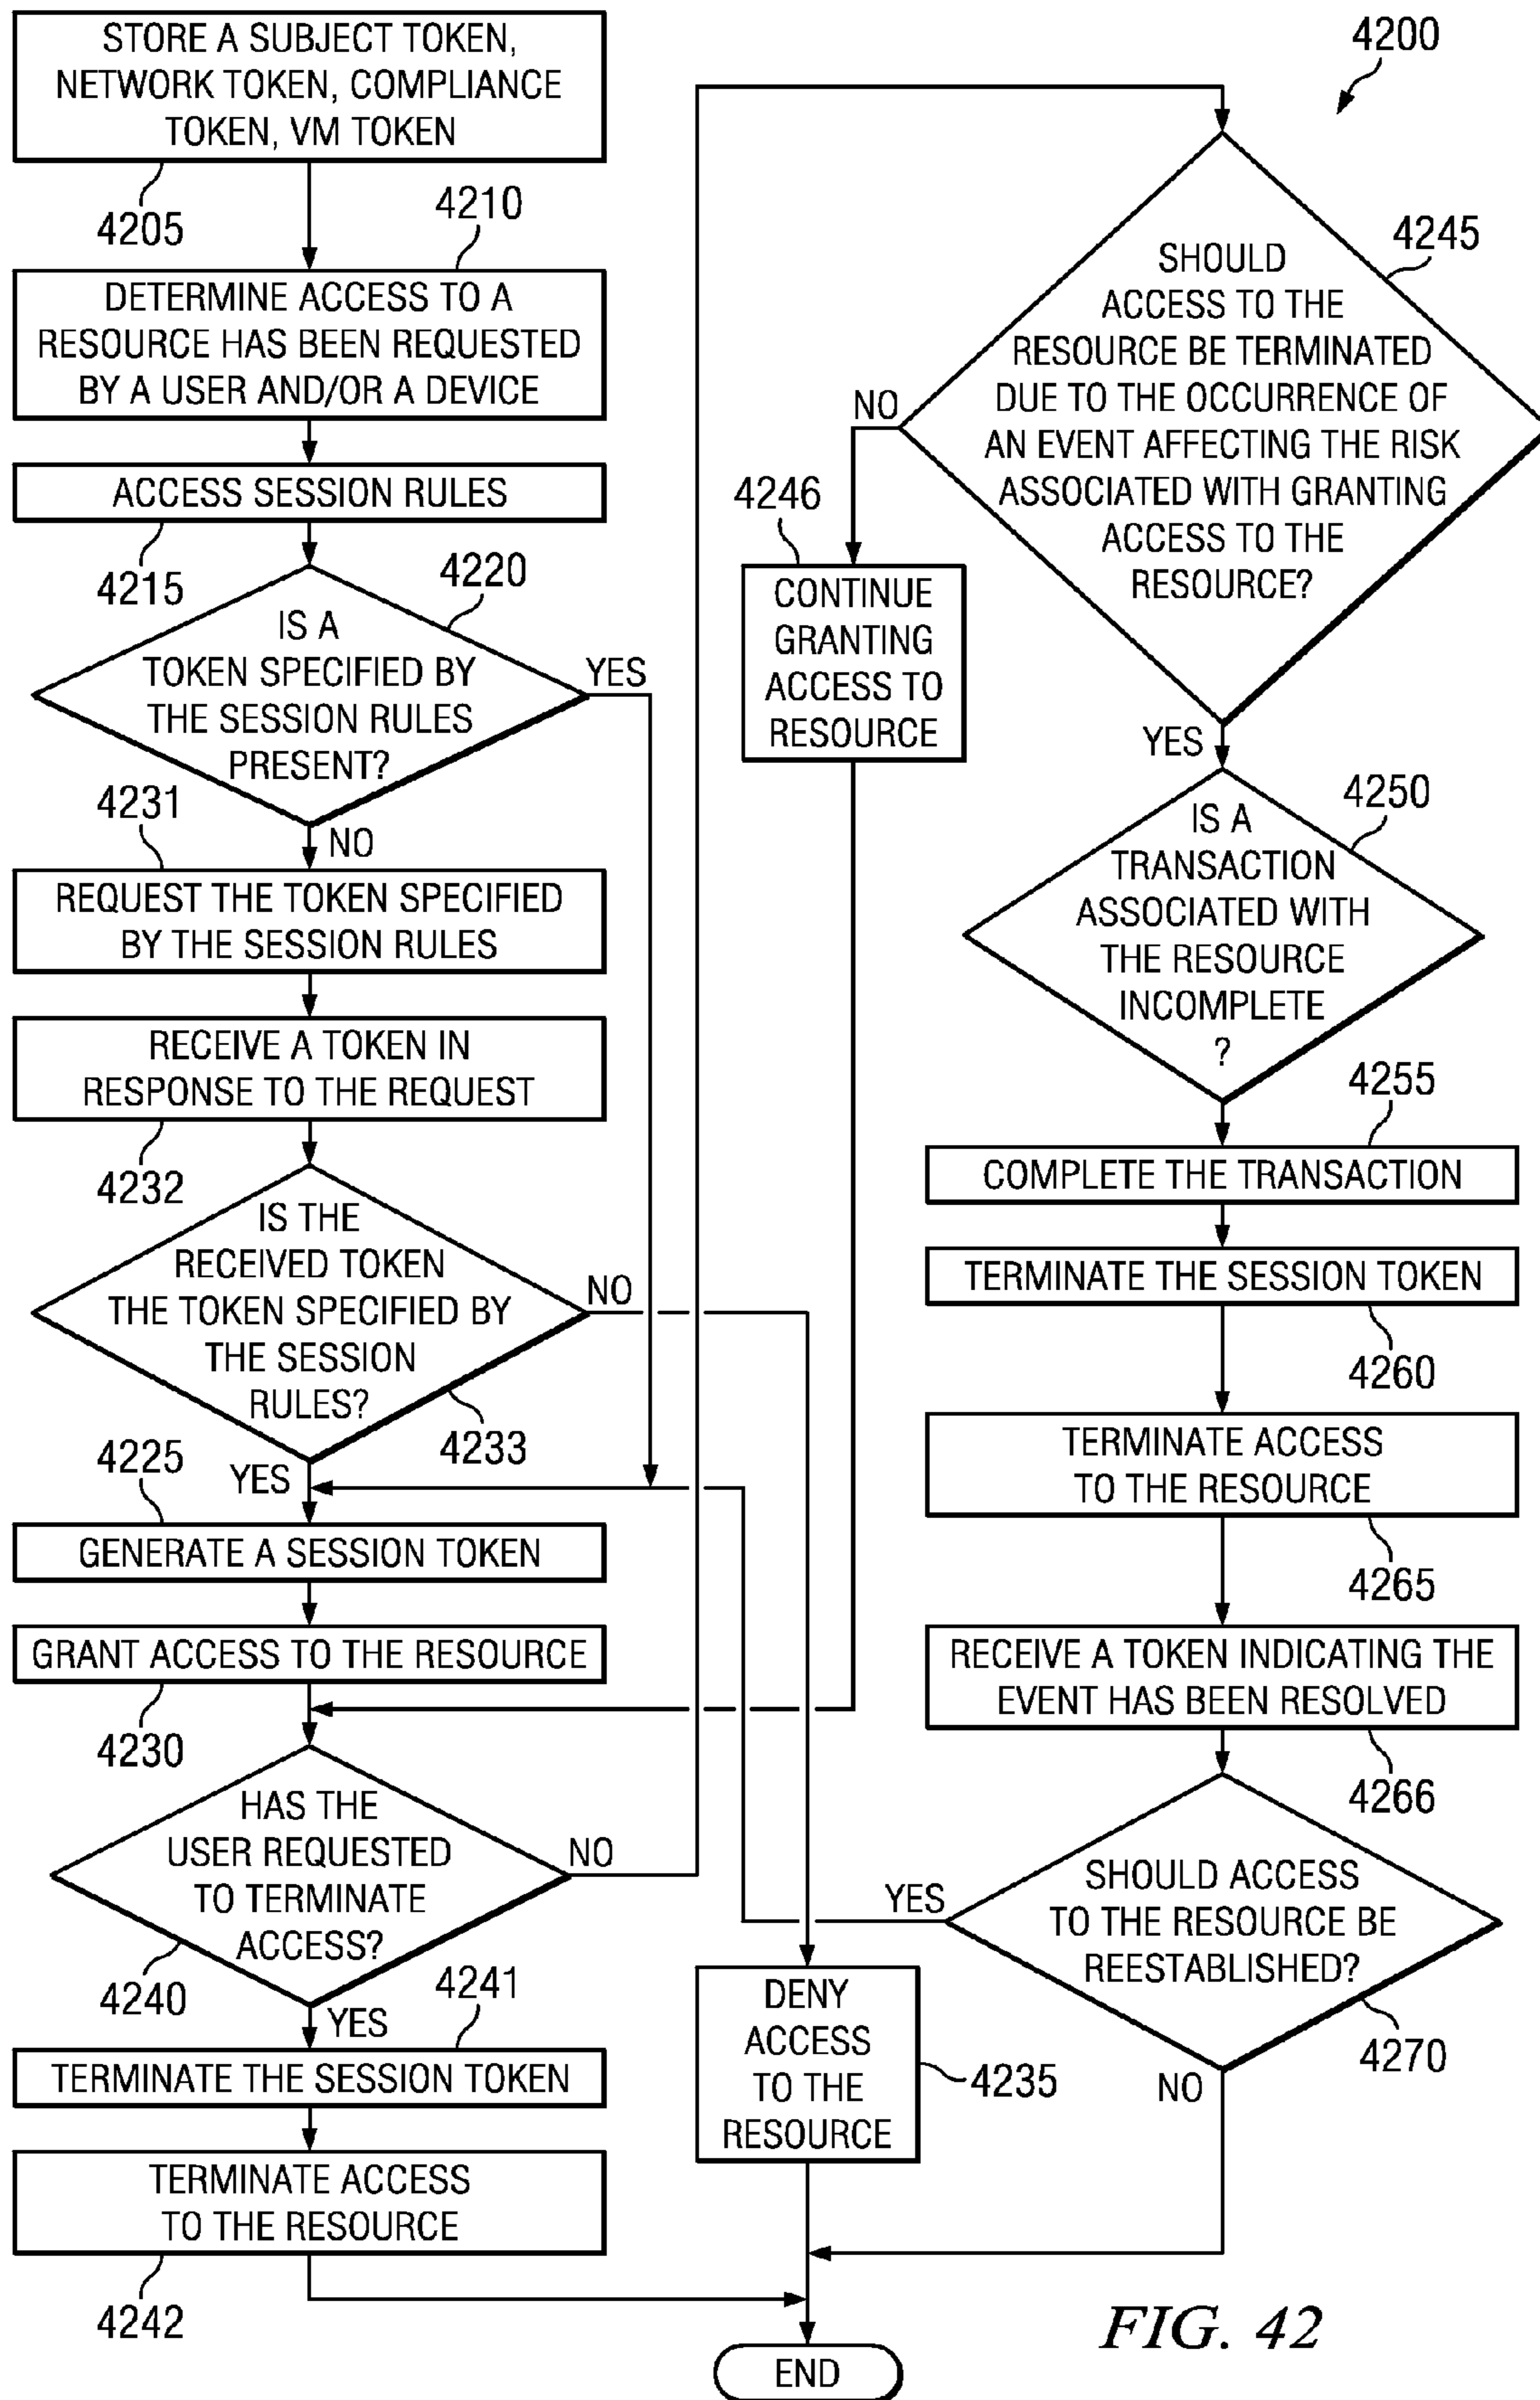 STORE A SUBJECT TOKEN,
NETWORK TOKEN, COMPLIANCE
TOKEN, VM TOKEN
4205
4210
DETERMINE ACCESS TO A
RESOURCE HAS BEEN REQUESTED
BY A USER AND/OR A DEVICE
ACCESS SESSION RULES
4215
4220
IS A
TOKEN SPECIFIED BY
THE SESSION RULES
PRESENT?
YES
NO
4231
REQUEST THE TOKEN SPECIFIED
BY THE SESSION RULES
RECEIVE A TOKEN IN
RESPONSE TO THE REQUEST
4232
IS THE
RECEIVED TOKEN
THE TOKEN SPECIFIED BY
THE SESSION
RULES?
NO
4233
YES
4225
GENERATE A SESSION TOKEN
GRANT ACCESS TO THE RESOURCE
4230
HAS THE
USER REQUESTED
TO TERMINATE
ACCESS?
NO
4240
YES
4241
TERMINATE THE SESSION TOKEN
TERMINATE ACCESS
TO THE RESOURCE
4242
4200
SHOULD
ACCESS TO THE
RESOURCE BE TERMINATED
DUE TO THE OCCURRENCE OF
AN EVENT AFFECTING THE RISK
ASSOCIATED WITH GRANTING
ACCESS TO THE
RESOURCE?
4245
NO
4246
CONTINUE
GRANTING
ACCESS TO
RESOURCE
YES
4250
IS A
TRANSACTION
ASSOCIATED WITH
THE RESOURCE
INCOMPLETE
?
4255
COMPLETE THE TRANSACTION
TERMINATE THE SESSION TOKEN
4260
TERMINATE ACCESS
TO THE RESOURCE
4265
RECEIVE A TOKEN INDICATING THE
EVENT HAS BEEN RESOLVED
4266
SHOULD ACCESS
TO THE RESOURCE BE
REESTABLISHED?
YES
4270
NO
DENY
ACCESS
TO THE
RESOURCE
4235
END
FIG. 42